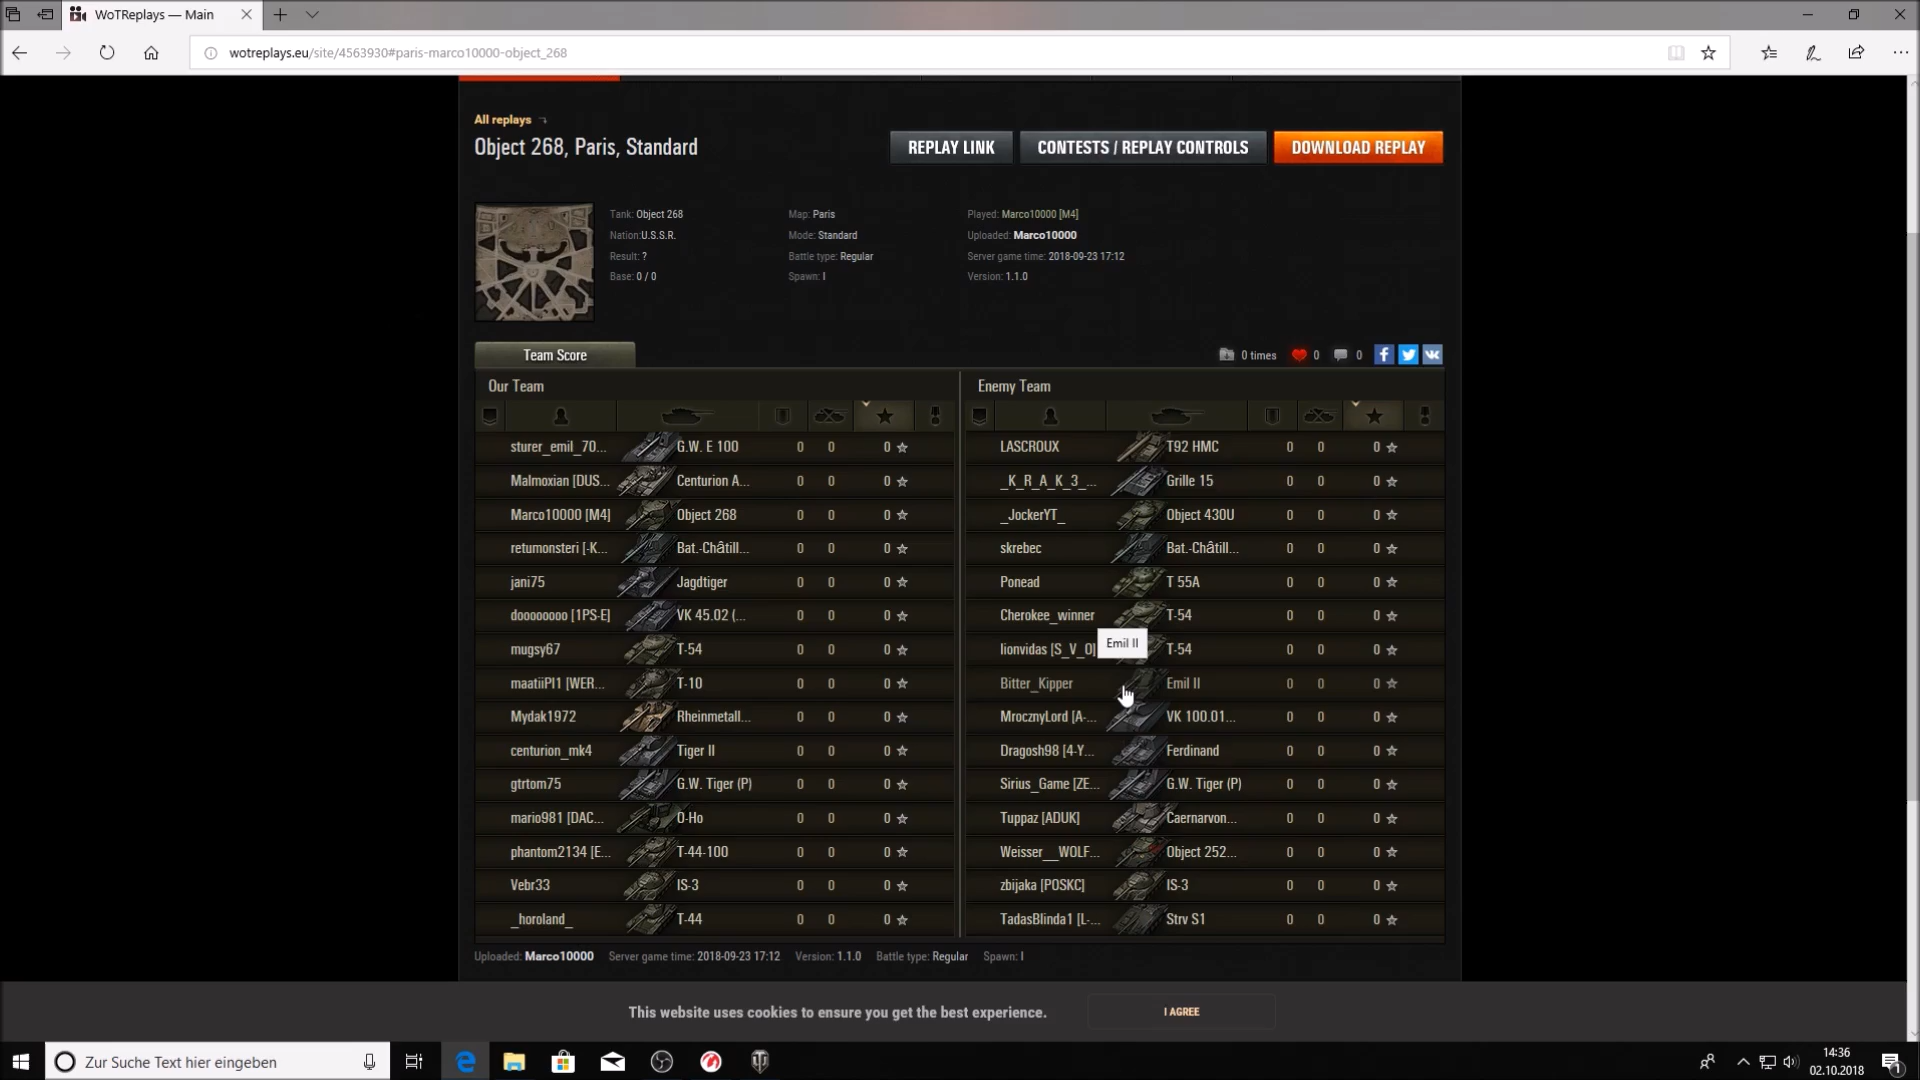 WoTReplays — Main
wotreplays.eu/site/4563930#paris-marco10000-object_268
All replays
Object 268, Paris, Standard
REPLAY LINK
CONTESTS / REPLAY CONTROLS
DOWNLOAD REPLAY
Tank: Object 268 Map: Paris Played: Marco10000 [M4]
Nation:U.S.S.R. Mode: Standard Uploaded: Marco10000
Result: ? Battle type: Regular Server game time: 2018-09-23 17:12
Base: 0 / 0 Spawn: I Version: 1.1.0
Team Score
0 times 0 0
Our Team
sturer_emil_70... G.W. E 100 0 0 0
Malmoxian [DUS... Centurion A... 0 0 0
Marco10000 [M4] Object 268 0 0 0
retumonsteri [-K... Bat.-Châtill... 0 0 0
jani75 Jagdtiger 0 0 0
doooooooo [1PS-E] VK 45.02 (... 0 0 0
mugsy67 T-54 0 0 0
maatiiPl1 [WER... T-10 0 0 0
Mydak1972 Rheinmetall... 0 0 0
centurion_mk4 Tiger II 0 0 0
gtrtom75 G.W. Tiger (P) 0 0 0
mario981 [DAC... O-Ho 0 0 0
phantom2134 [E... T-44-100 0 0 0
Vebr33 IS-3 0 0 0
_horoland_ T-44 0 0 0
Enemy Team
LASCROUX T92 HMC 0 0 0
_K_R_A_K_3_... Grille 15 0 0 0
_JockerYT_ Object 430U 0 0 0
skrebec Bat.-Châtill... 0 0 0
Ponead T 55A 0 0 0
Cherokee_winner T-54 0 0 0
lionvidas [S_V_O] T-54 0 0 0
Emil II
Bitter_Kipper Emil II 0 0 0
MrocznyLord [A-... VK 100.01... 0 0 0
Dragosh98 [4-Y... Ferdinand 0 0 0
Sirius_Game [ZE... G.W. Tiger (P) 0 0 0
Tuppaz [ADUK] Caernarvon... 0 0 0
Weisser__WOLF... Object 252... 0 0 0
zbijaka [POSKC] IS-3 0 0 0
TadasBlinda1 [L-... Strv S1 0 0 0
Uploaded: Marco10000 Server game time: 2018-09-23 17:12 Version: 1.1.0 Battle type: Regular Spawn: I
This website uses cookies to ensure you get the best experience.
I AGREE
Zur Suche Text hier eingeben
14:36
02.10.2018
1